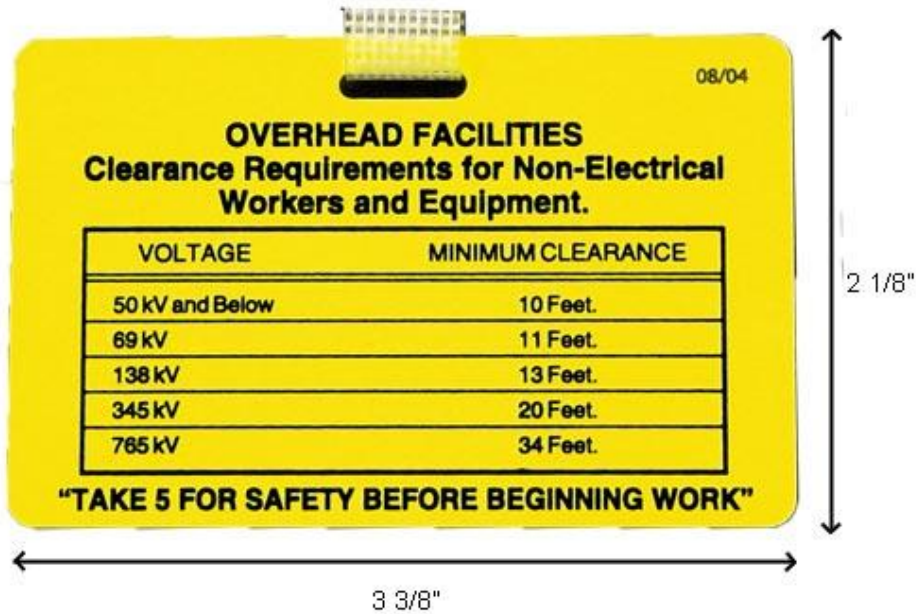 08/04
OVERHEAD FACILITIES
Clearance Requirements for Non-Electrical
Workers and Equipment.
VOLTAGE MINIMUM CLEARANCE
50 kV and Below 10 Feet.
69 kV 11 Feet.
138 kV 13 Feet.
345 kV 20 Feet.
765 kV 34 Feet.
“TAKE 5 FOR SAFETY BEFORE BEGINNING WORK”
2 1/8"
3 3/8"